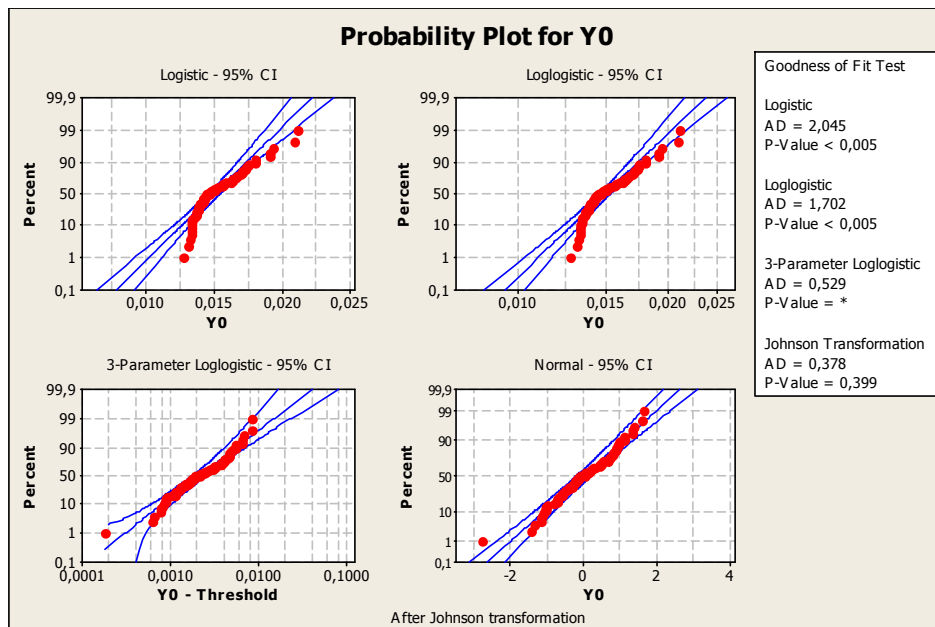 Probability Plot for Y0
Logistic - 95% CI
99,9
99
90
50
10
1
0,1
Percent
0,010 0,015 0,020 0,025
Y0
Loglogistic - 95% CI
99,9
99
90
50
10
1
0,1
Percent
0,010 0,015 0,020 0,025
Y0
3-Parameter Loglogistic - 95% CI
99,9
99
90
50
10
1
0,1
Percent
0,0001 0,0010 0,0100 0,1000
Y0 - Threshold
Normal - 95% CI
99,9
99
90
50
10
1
0,1
Percent
-2 0 2 4
Y0
After Johnson transformation
Goodness of Fit Test
Logistic
AD = 2,045
P-Value < 0,005
Loglogistic
AD = 1,702
P-Value < 0,005
3-Parameter Loglogistic
AD = 0,529
P-Value = *
Johnson Transformation
AD = 0,378
P-Value = 0,399